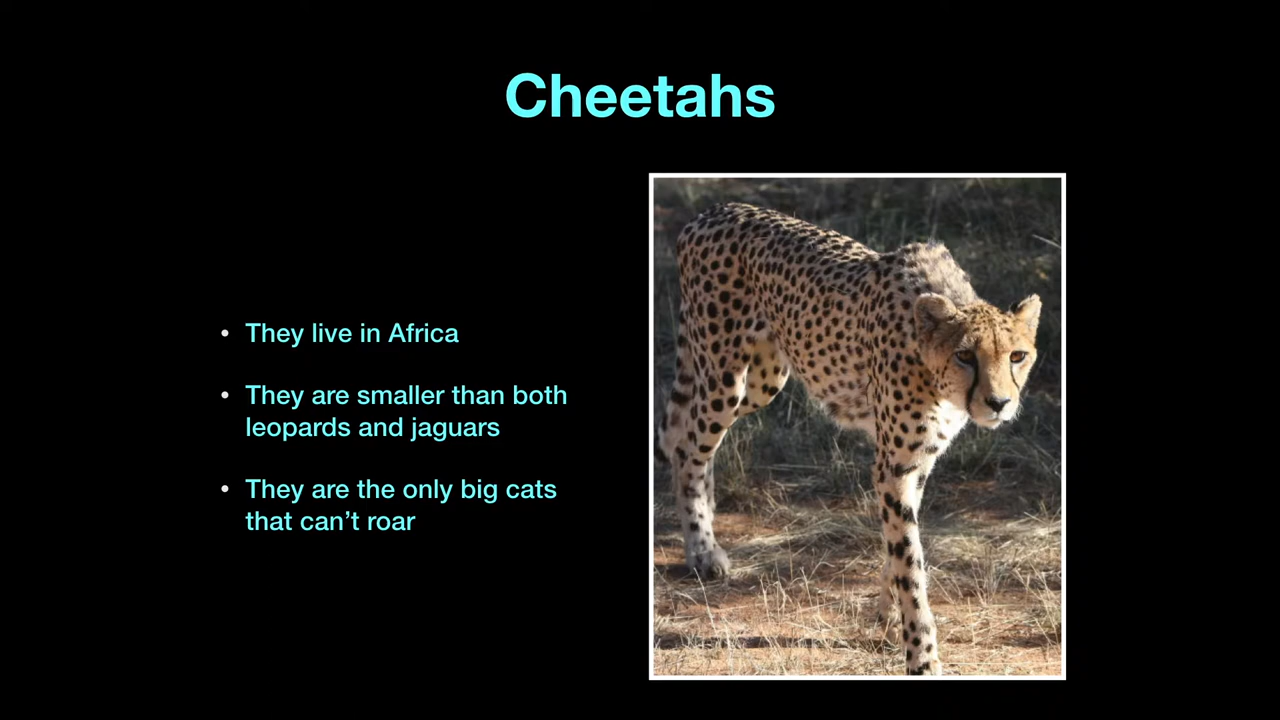 Cheetahs
• They live in Africa
• They are smaller than both
leopards and jaguars
• They are the only big cats
that can’t roar